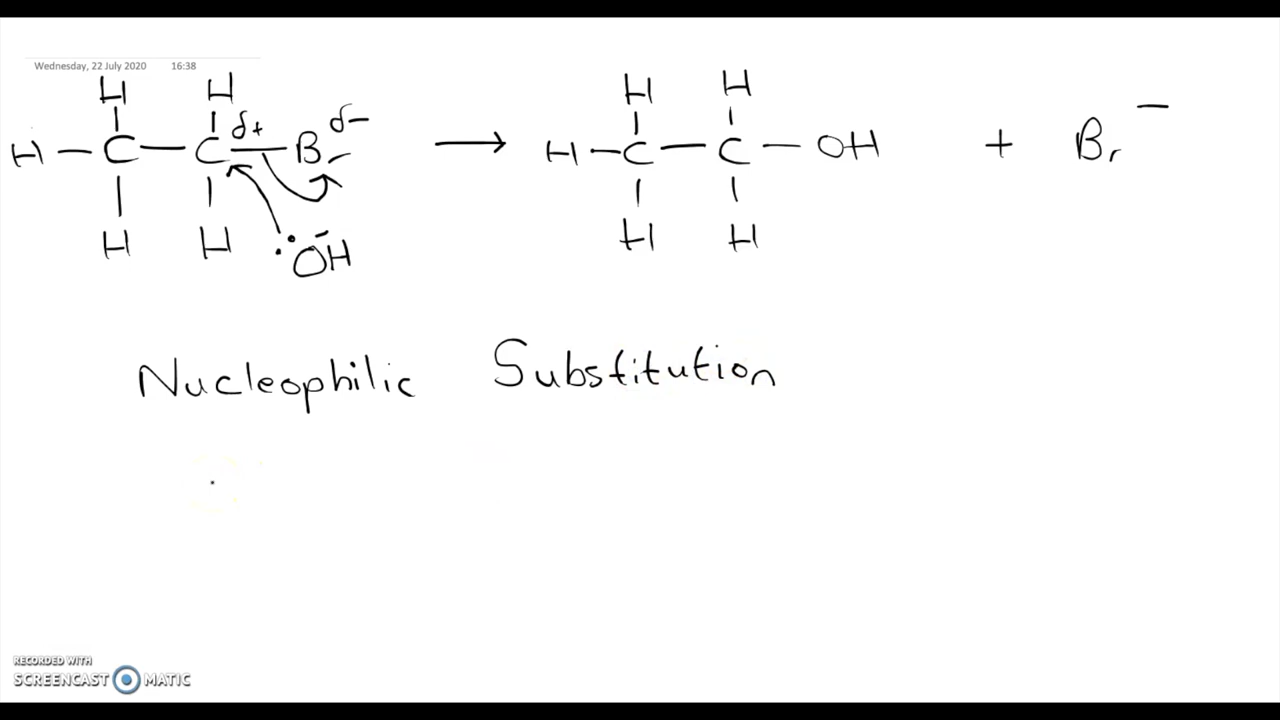 Wednesday, 22 July 2020 16:38
H H
H — C — C δ+ — Br δ− → H — C — C — OH + Br −
H H
H H :OH −
H H
Nucleophilic Substitution
RECORDED WITH
SCREENCAST MATIC